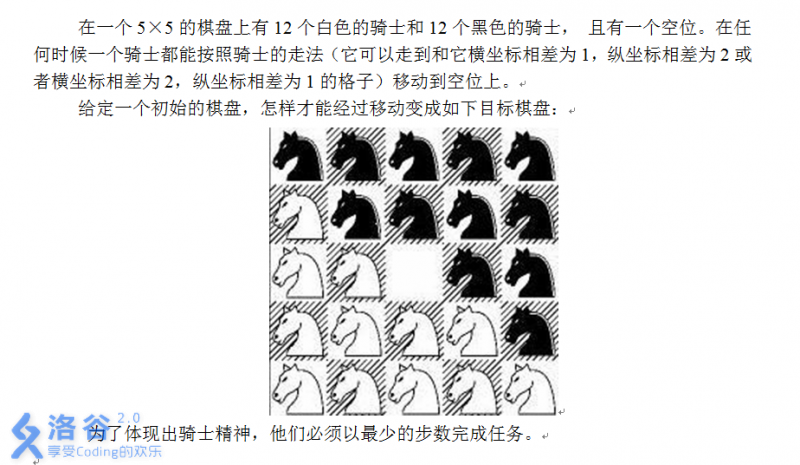 在一个 5×5 的棋盘上有 12 个白色的骑士和 12 个黑色的骑士， 且有一个空位。在任
何时候一个骑士都能按照骑士的走法（它可以走到和它横坐标相差为 1，纵坐标相差为 2 或
者横坐标相差为 2，纵坐标相差为 1 的格子）移动到空位上。
给定一个初始的棋盘，怎样才能经过移动变成如下目标棋盘：
为了体现出骑士精神，他们必须以最少的步数完成任务。
洛谷 2.0
享受Coding的欢乐